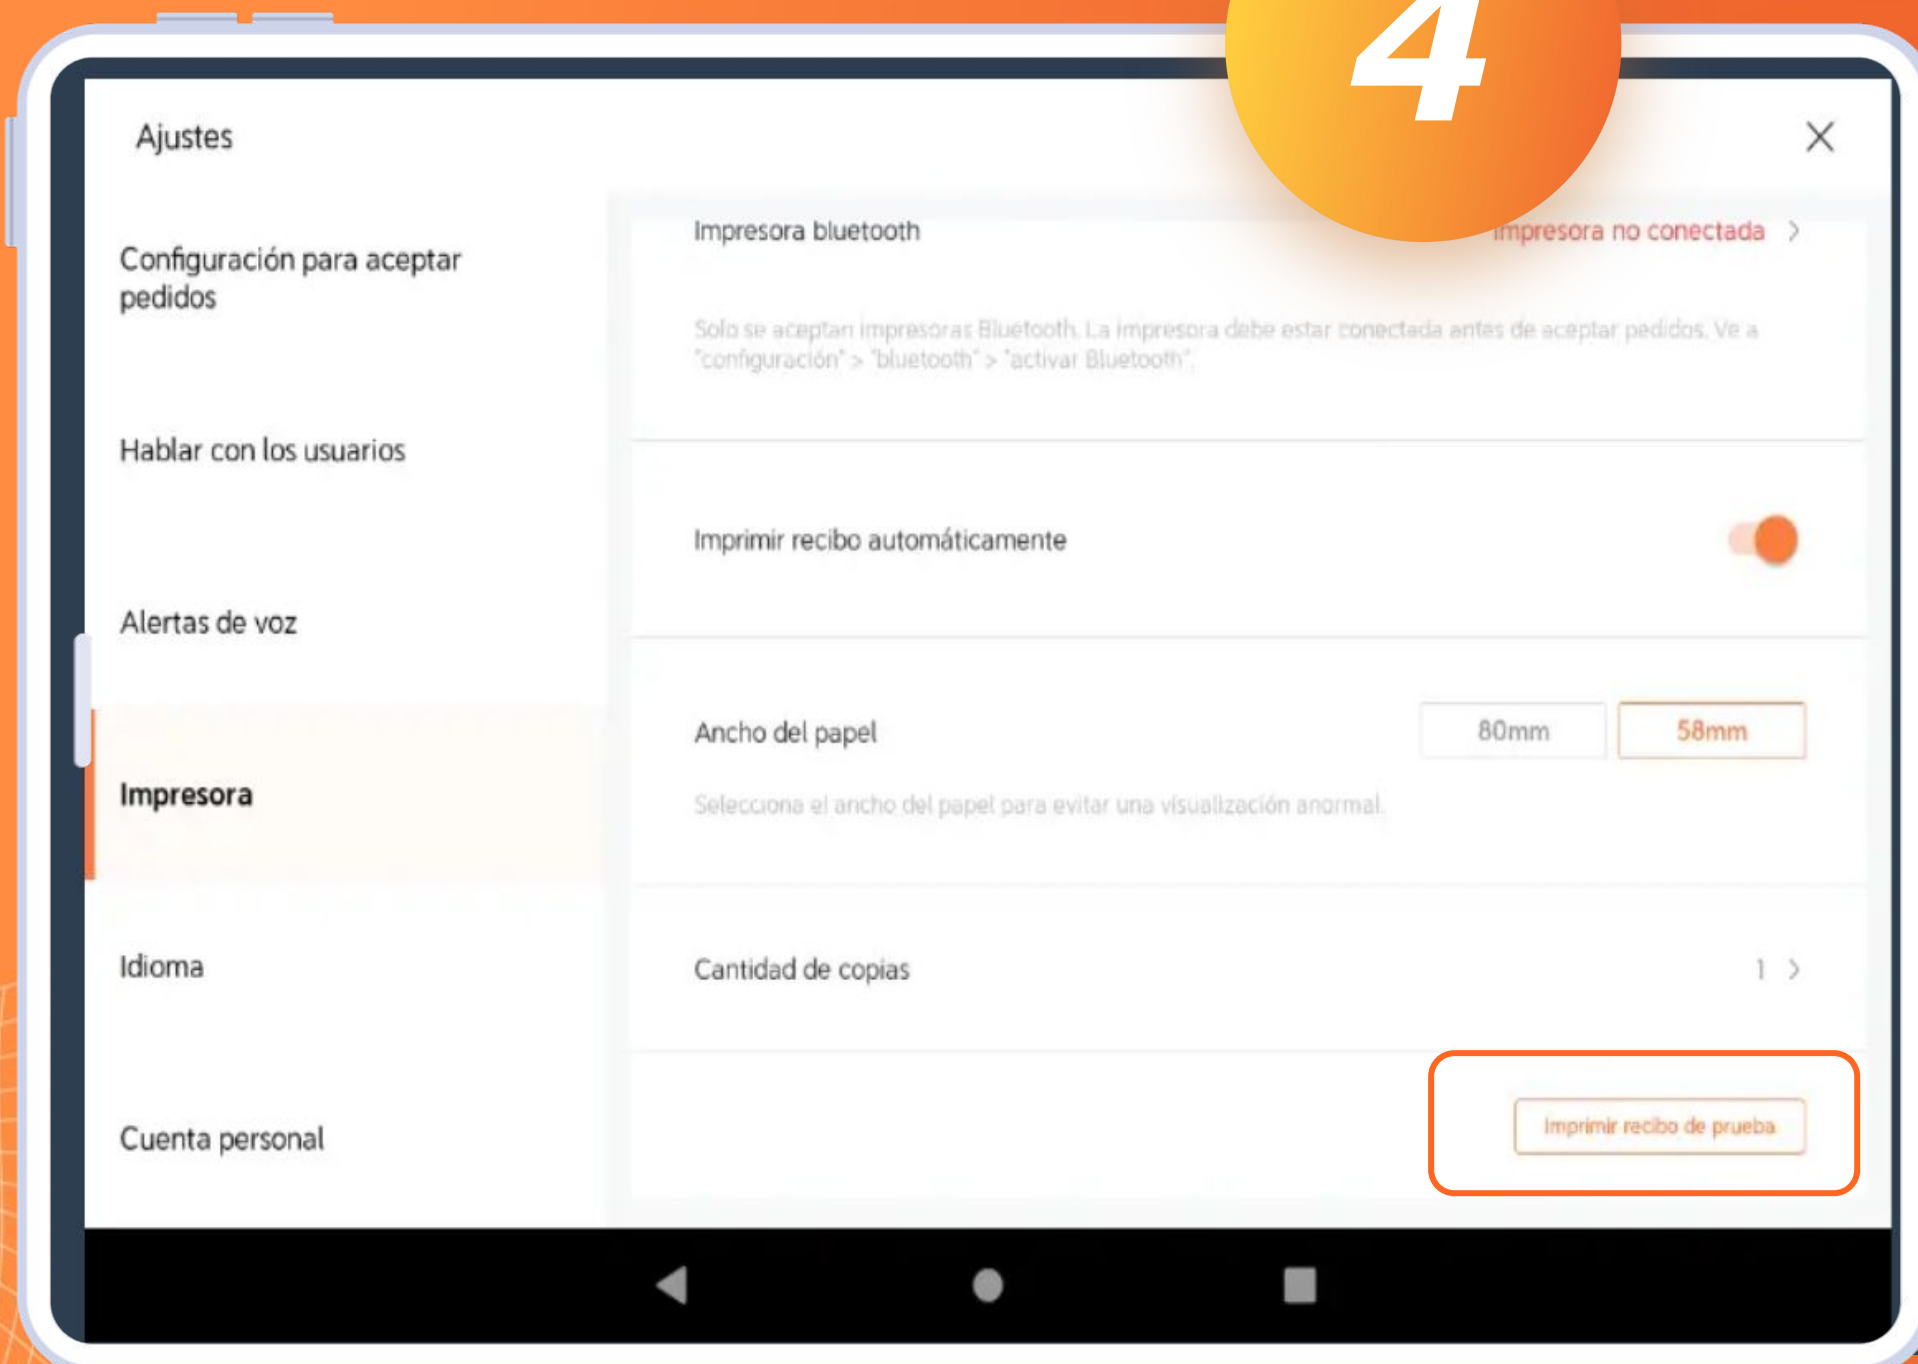 4
Ajustes
Configuración para aceptar
pedidos
Hablar con los usuarios
Alertas de voz
Impresora
Idioma
Cuenta personal
Impresora bluetooth
Impresora no conectada
Solo se aceptan impresoras Bluetooth. La impresora debe estar conectada antes de aceptar pedidos. Ve a
"configuración" > "bluetooth" > "activar Bluetooth".
Imprimir recibo automáticamente
Ancho del papel
80mm
58mm
Selecciona el ancho del papel para evitar una visualización anormal.
Cantidad de copias
1
Imprimir recibo de prueba